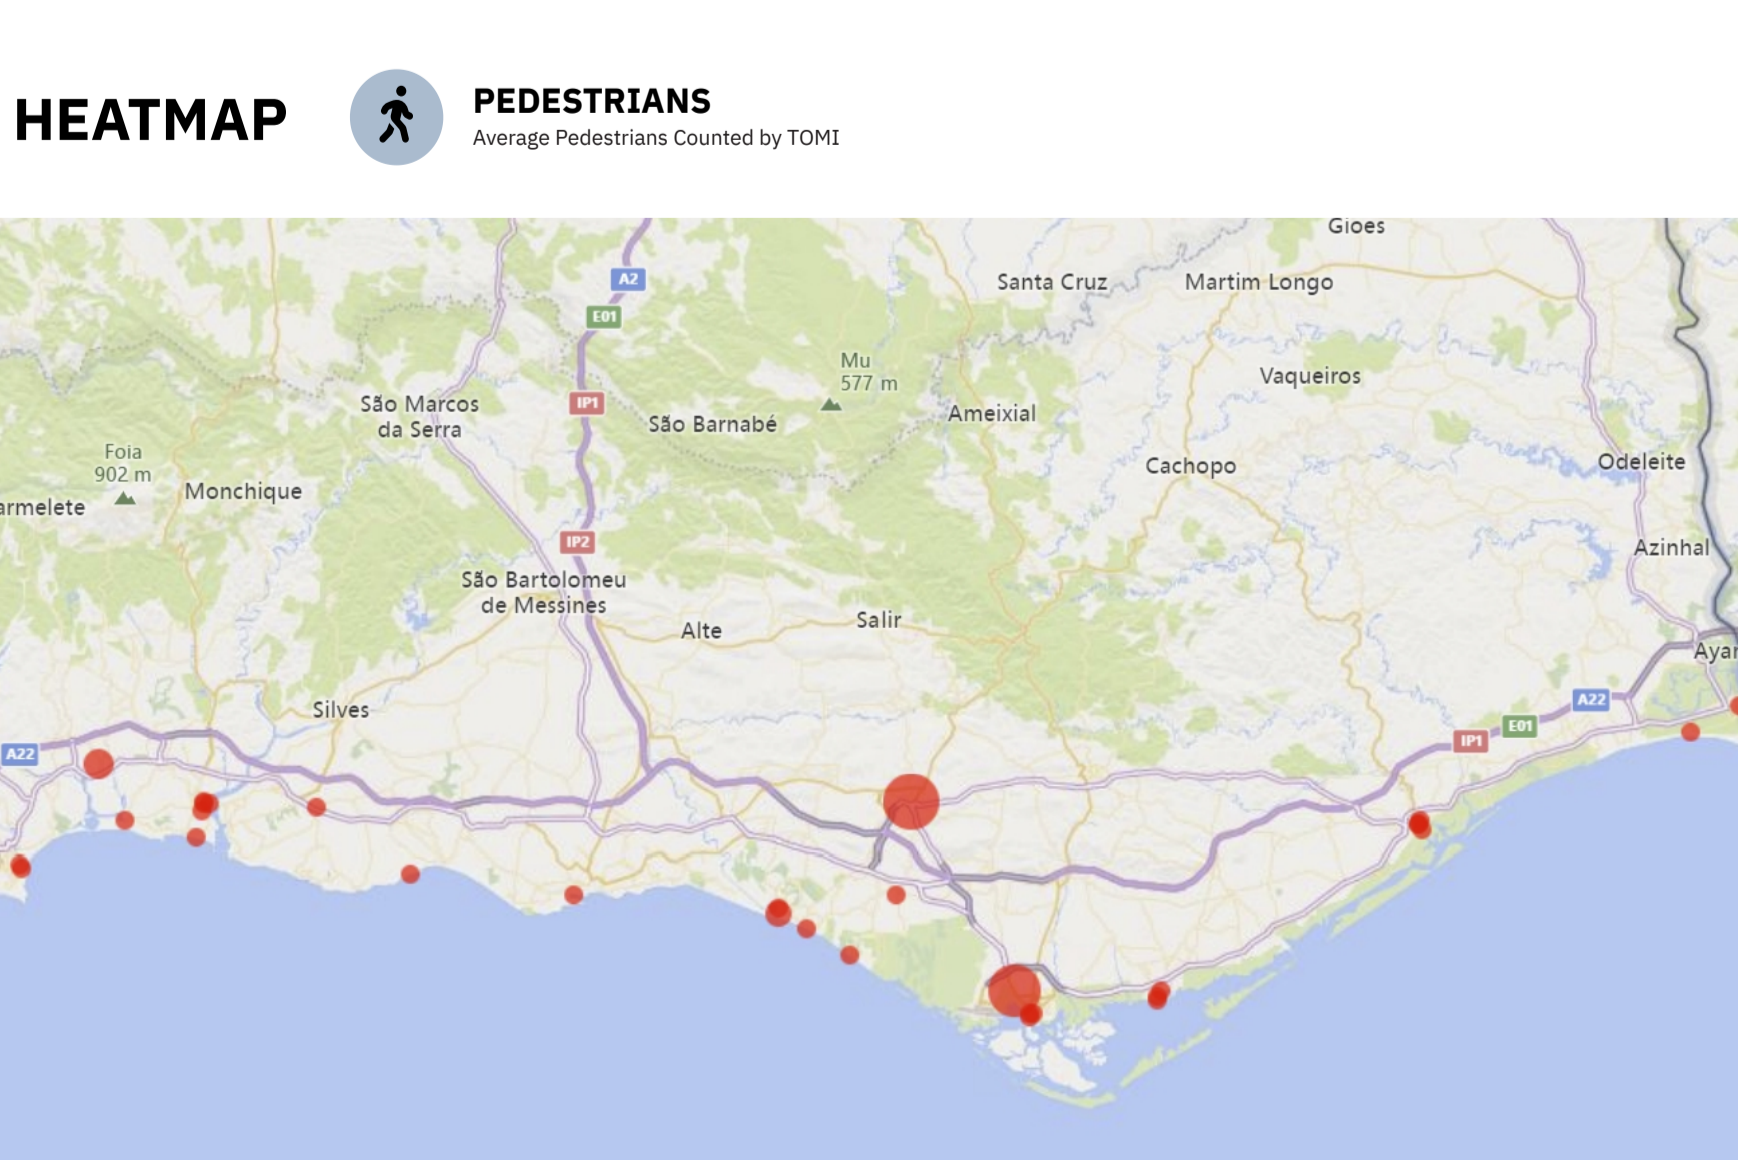 HEATMAP
PEDESTRIANS
Average Pedestrians Counted by TOMI
Gioes
A2
Santa Cruz
Martim Longo
E01
Mu
577 m
Vaqueiros
São Marcos
da Serra
IP1
São Barnabé
Ameixial
Foia
902 m
Monchique
Cachopo
Odeleite
armelete
IP2
Azinhal
São Bartolomeu
de Messines
Alte
Salir
Ayar
Silves
A22
E01
IP1
A22